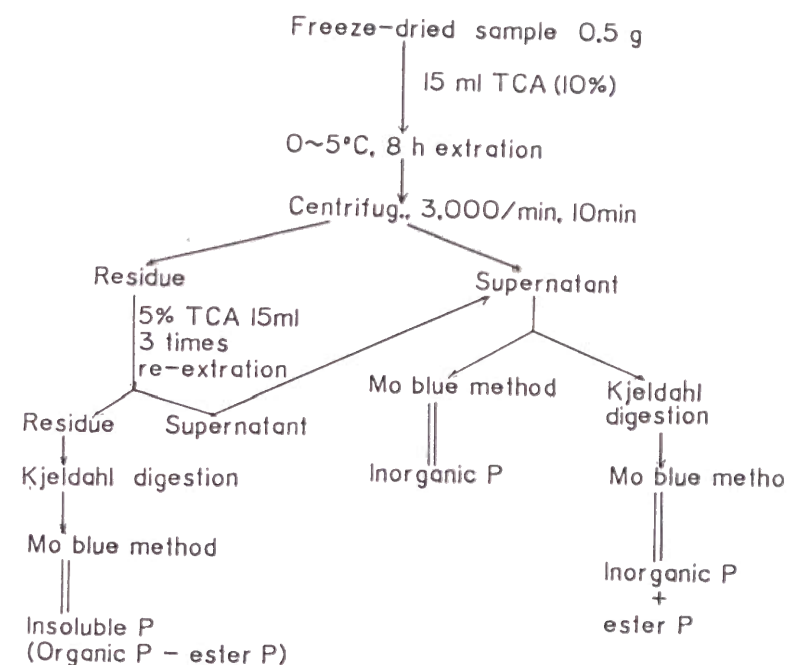 Freeze-dried sample 0.5 g
15 ml TCA (10%)
0~5°C, 8 h extration
Centrifug., 3,000/min, 10min
Residue
Supernatant
5% TCA 15ml
3 times
re-extration
Mo blue method
Kjeldahl
digestion
Residue
Supernatant
Kjeldahl digestion
Inorganic P
Mo blue metho
Mo blue method
Inorganic P
+
ester P
Insoluble P
(Organic P - ester P)